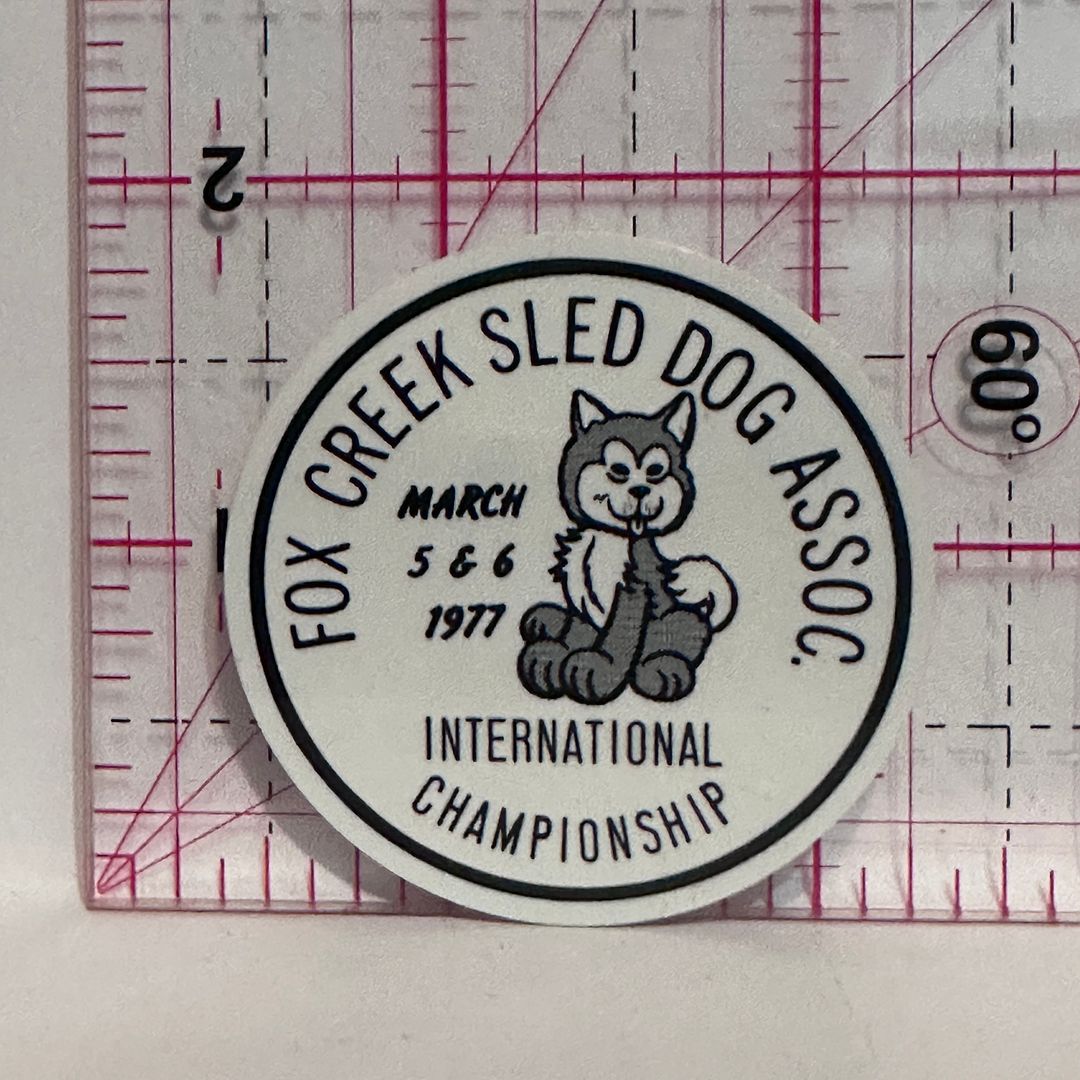 2
FOX CREEK SLED DOG ASSOC.
60°
MARCH
5 & 6
1977
1
INTERNATIONAL
CHAMPIONSHIP